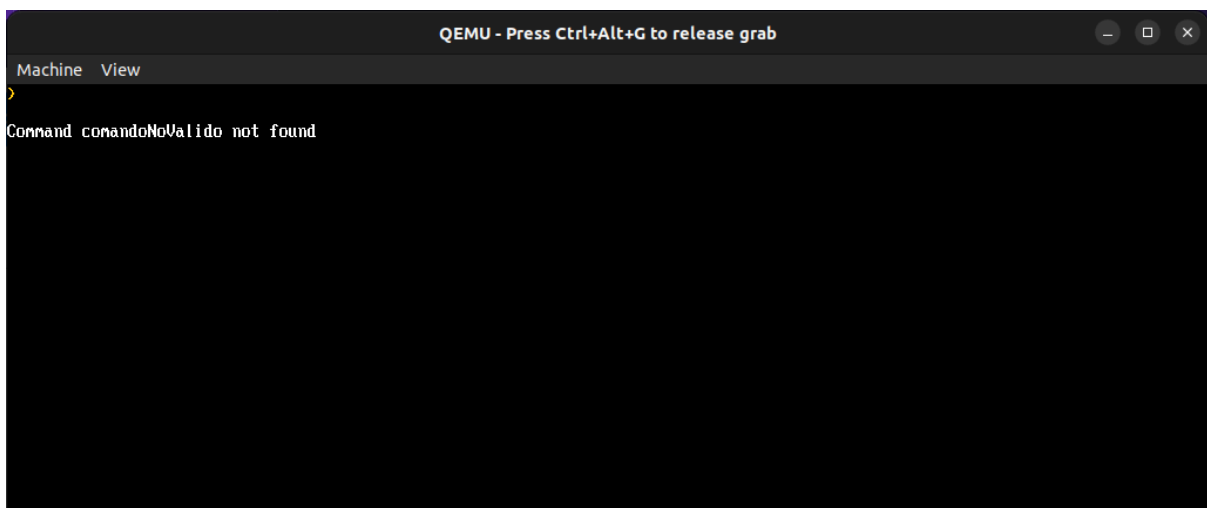 QEMU - Press Ctrl+Alt+G to release grab
Machine View
>
Command comandoNoValido not found